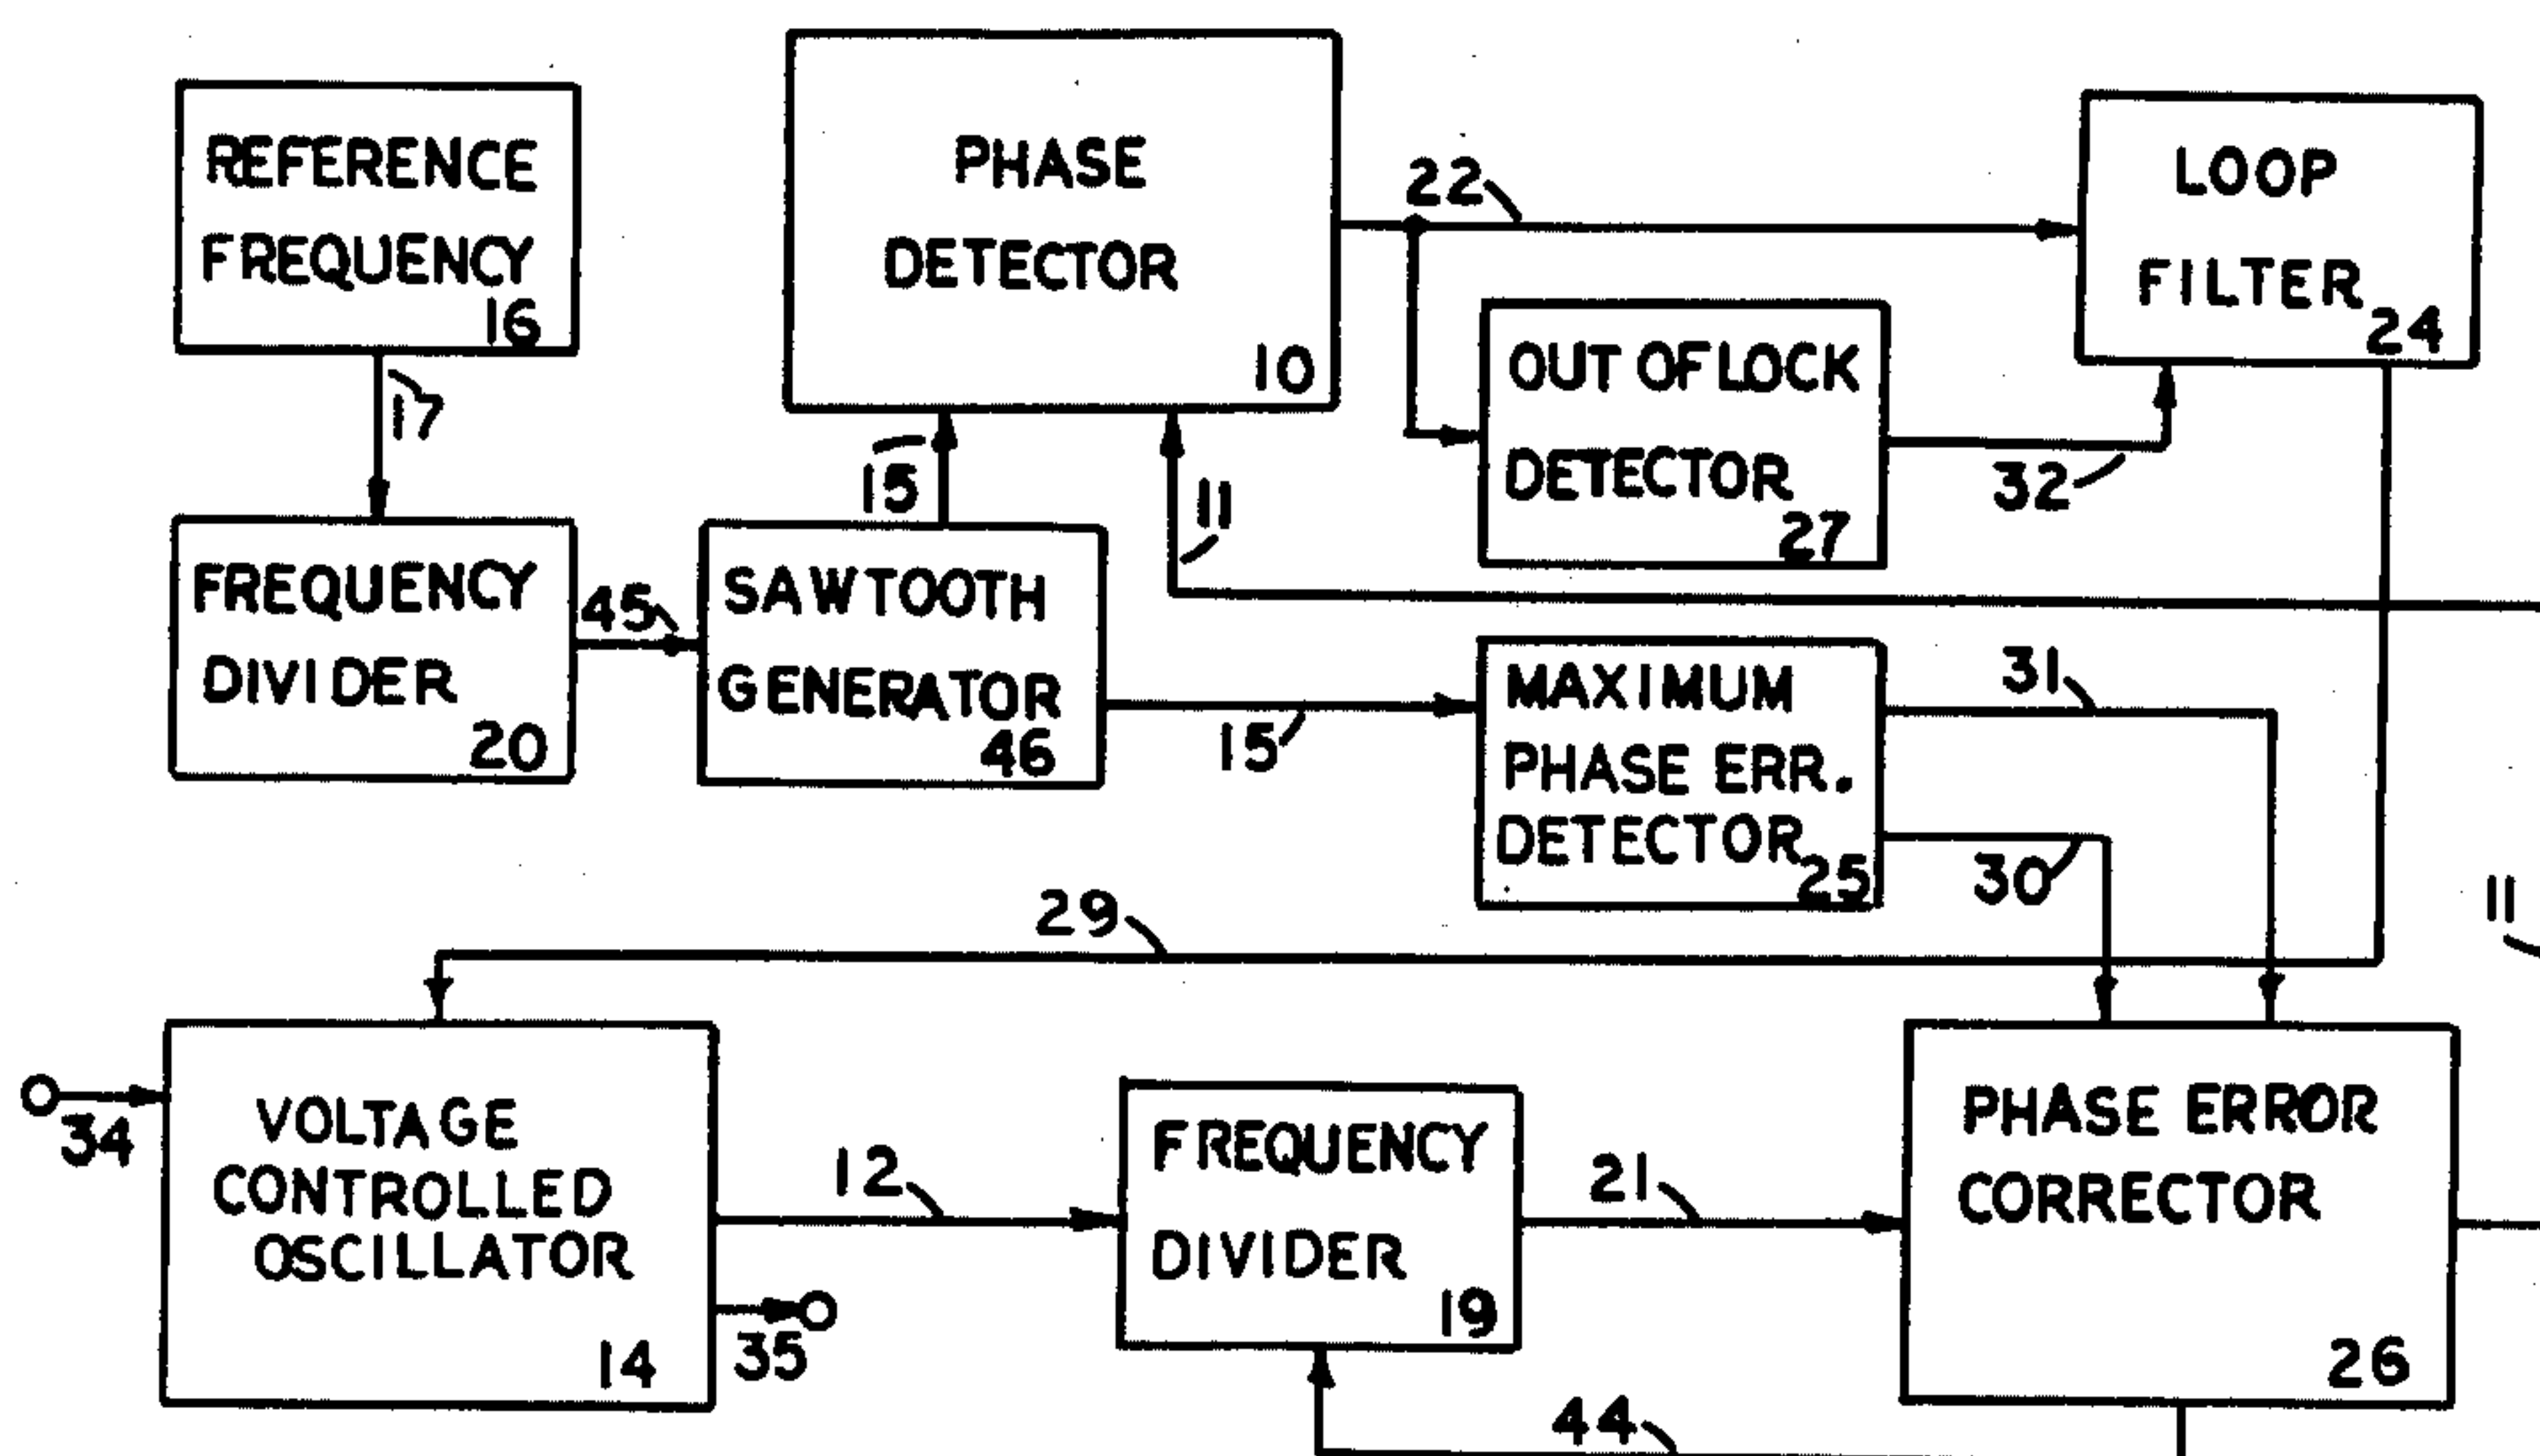 REFERENCE
FREQUENCY
16
17
PHASE
DETECTOR
10
22
LOOP
FILTER
24
OUT OF LOCK
DETECTOR
27
32
15
11
FREQUENCY
DIVIDER
20
45
SAWTOOTH
GENERATOR
46
15
MAXIMUM
PHASE ERR.
DETECTOR
25
31
30
11
29
34
VOLTAGE
CONTROLLED
OSCILLATOR
14
35
12
FREQUENCY
DIVIDER
19
21
PHASE ERROR
CORRECTOR
26
44